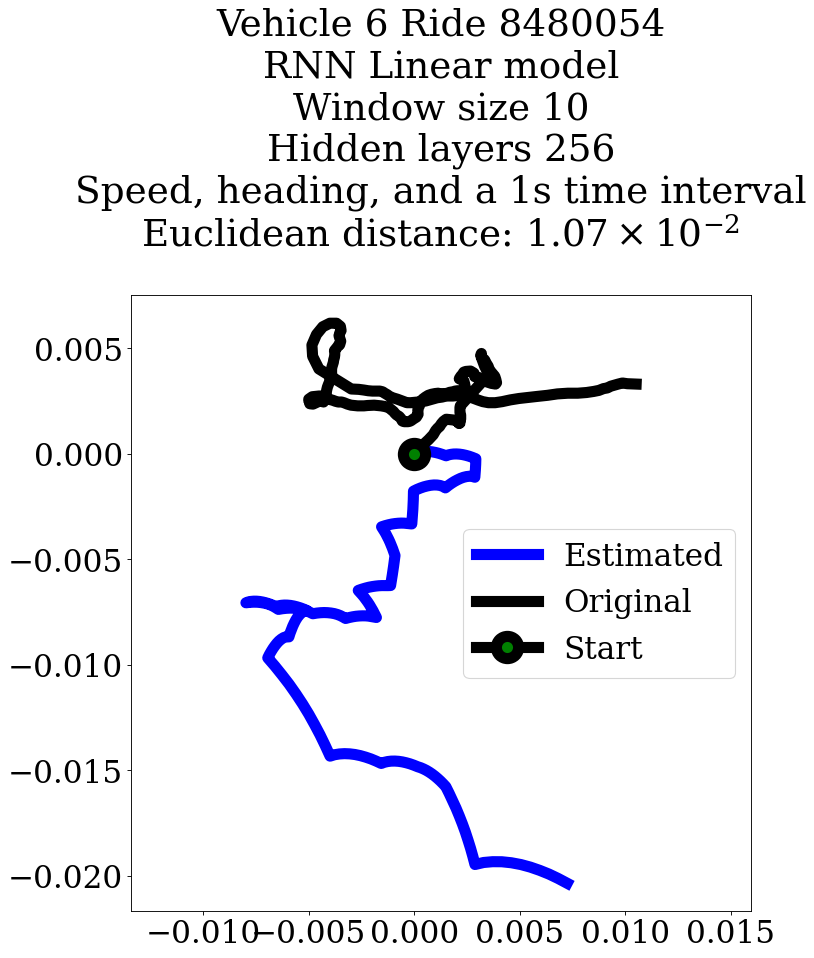 Vehicle 6 Ride 8480054
RNN Linear model
Window size 10
Hidden layers 256
Speed, heading, and a 1s time interval
Euclidean distance: 1.07 × 10⁻²
0.005
0.000
−0.005
−0.010
−0.015
−0.020
Estimated
Original
Start
−0.010 −0.005 0.000 0.005 0.010 0.015